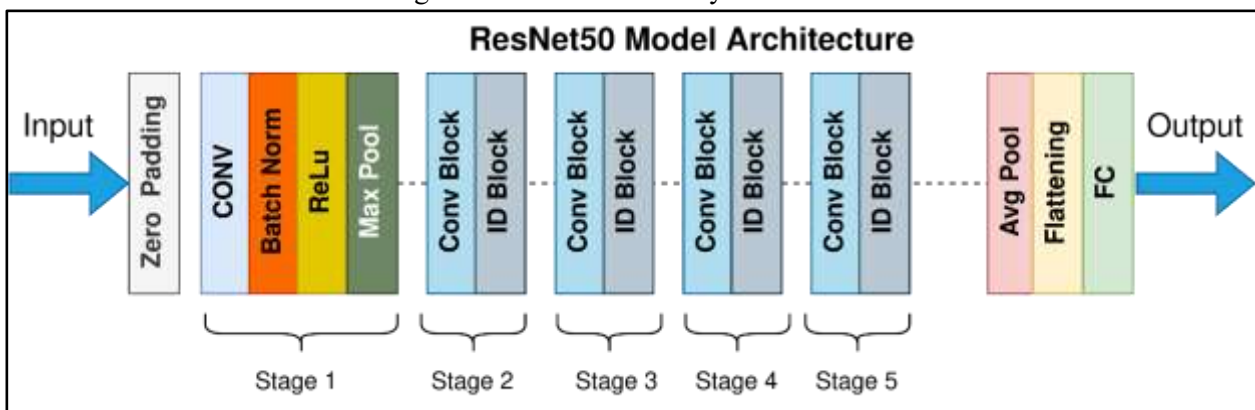 ResNet50 Model Architecture
Input
Zero Padding
CONV
Batch Norm
ReLu
Max Pool
Conv Block
ID Block
Conv Block
ID Block
Conv Block
ID Block
Conv Block
ID Block
Avg Pool
Flattening
FC
Output
Stage 1
Stage 2
Stage 3
Stage 4
Stage 5